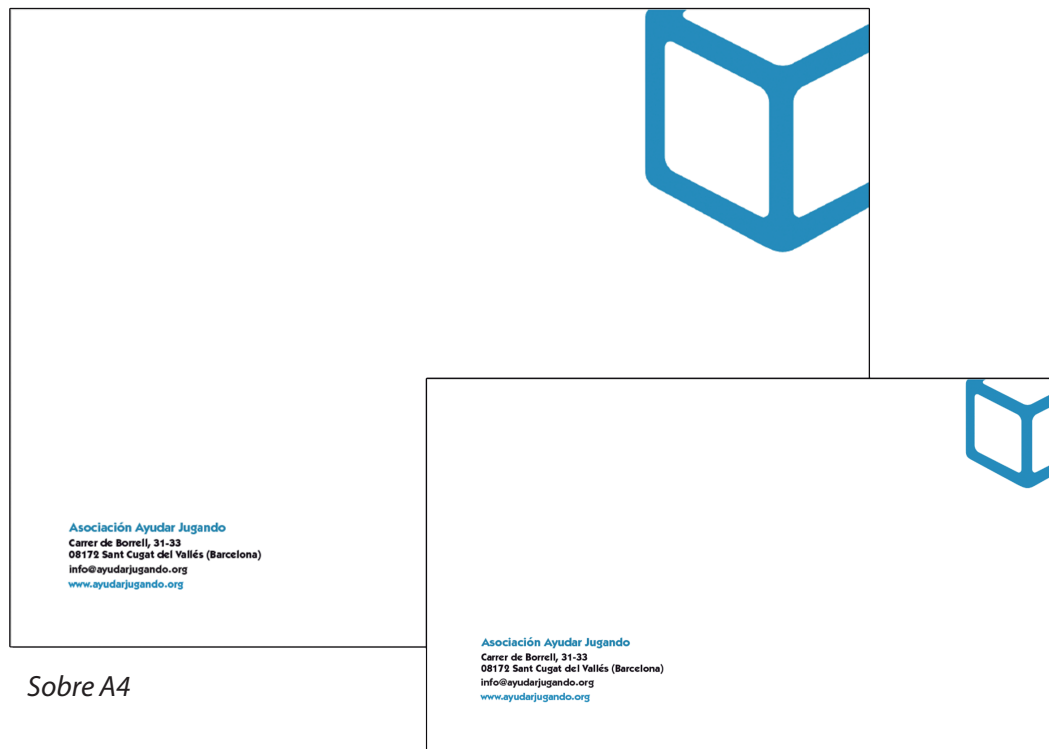 Asociación Ayudar Jugando
Carrer de Borrell, 31-33
08172 Sant Cugat del Vallés (Barcelona)
info@ayudarjugando.org
www.ayudarjugando.org
Sobre A4
Asociación Ayudar Jugando
Carrer de Borrell, 31-33
08172 Sant Cugat del Vallés (Barcelona)
info@ayudarjugando.org
www.ayudarjugando.org